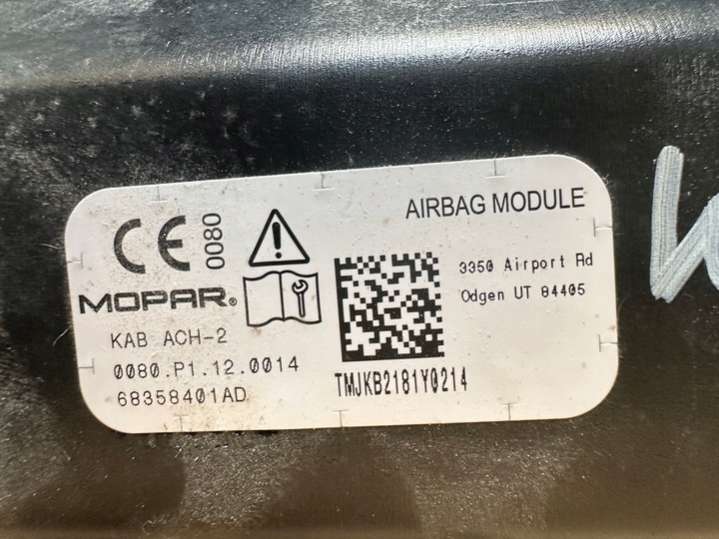 CE 0080
AIRBAG MODULE
3350 Airport Rd
Odgen UT 84405
MOPAR®
KAB ACH-2
0080.P1.12.0014
68358401AD
TMJKB2181Y0214